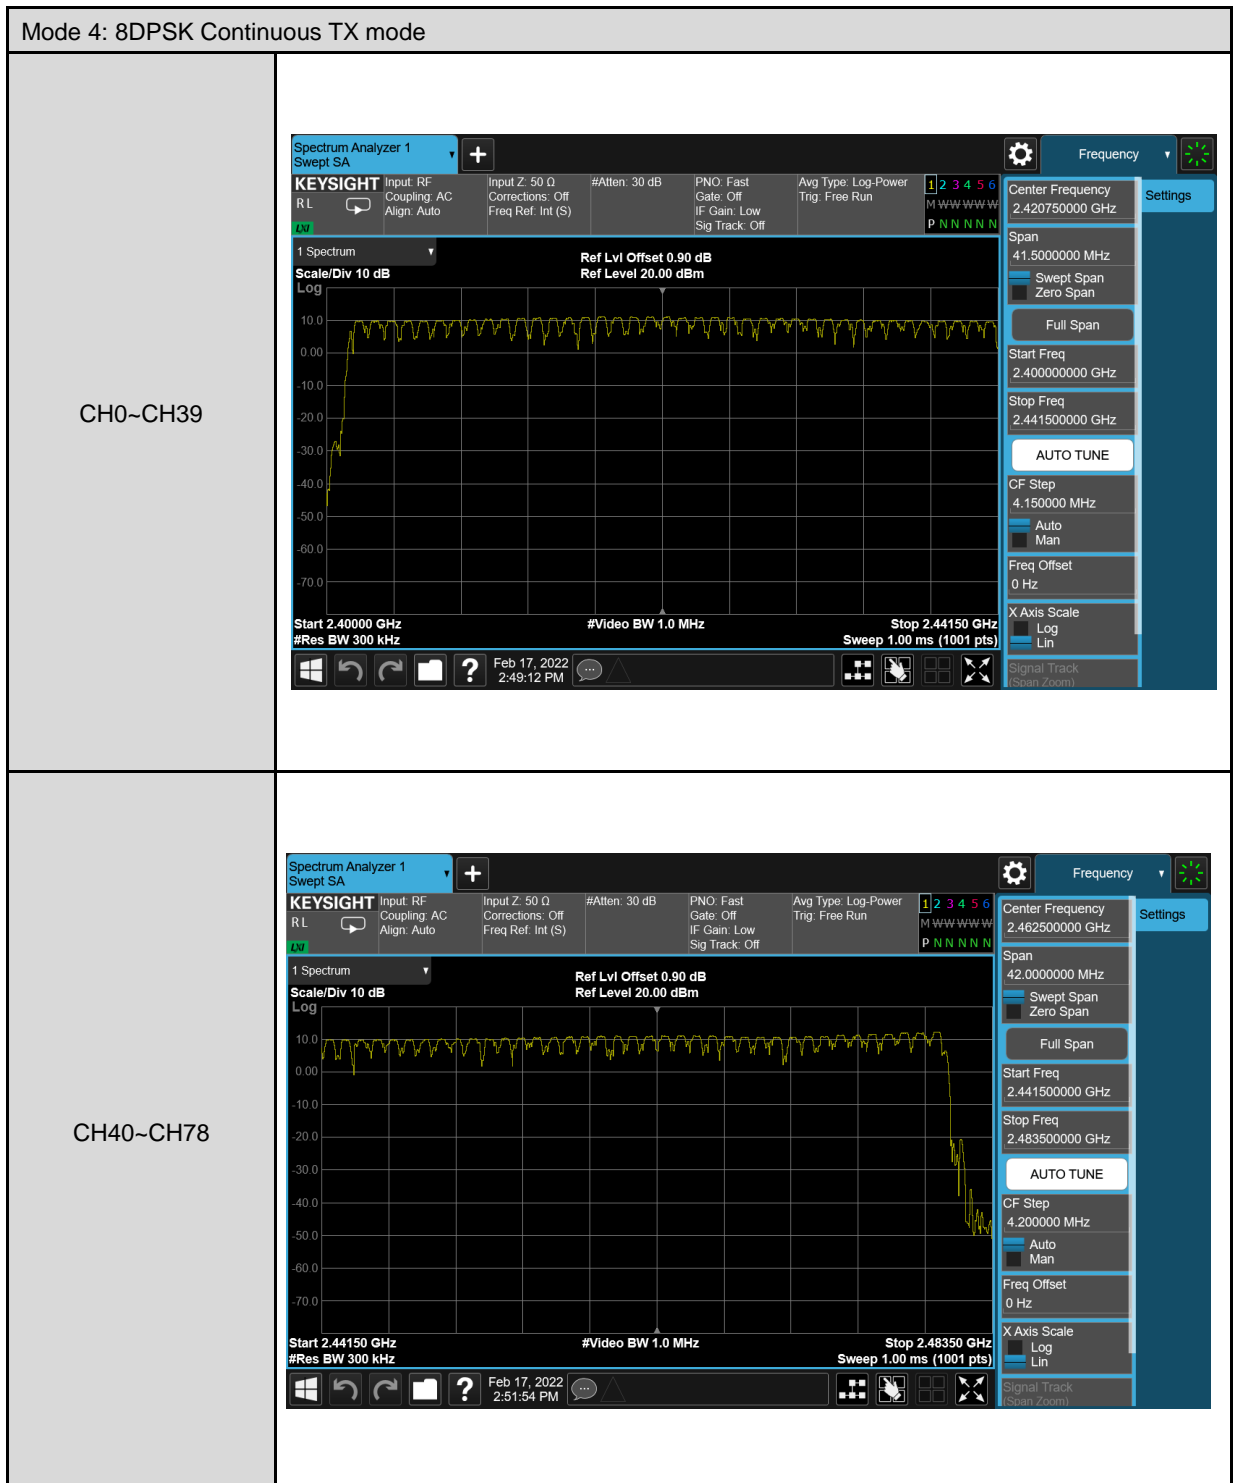 Mode 4: 8DPSK Continuous TX mode
CH0~CH39
Spectrum Analyzer 1
Swept SA
Frequency
KEYSIGHT
R L
LXI
Input: RF
Coupling: AC
Align: Auto
Input Z: 50 Ω
Corrections: Off
Freq Ref: Int (S)
#Atten: 30 dB
PNO: Fast
Gate: Off
IF Gain: Low
Sig Track: Off
Avg Type: Log-Power
Trig: Free Run
1 2 3 4 5 6
M W W W W W
P N N N N N
Settings
Center Frequency
2.420750000 GHz
Span
41.5000000 MHz
Swept Span
Zero Span
Full Span
Start Freq
2.400000000 GHz
Stop Freq
2.441500000 GHz
AUTO TUNE
CF Step
4.150000 MHz
Auto
Man
Freq Offset
0 Hz
X Axis Scale
Log
Lin
Signal Track
(Span Zoom)
1 Spectrum
Scale/Div 10 dB
Log
Ref Lvl Offset 0.90 dB
Ref Level 20.00 dBm
10.0
0.00
-10.0
-20.0
-30.0
-40.0
-50.0
-60.0
-70.0
Start 2.40000 GHz
#Res BW 300 kHz
#Video BW 1.0 MHz
Stop 2.44150 GHz
Sweep 1.00 ms (1001 pts)
?
Feb 17, 2022
2:49:12 PM
CH40~CH78
Spectrum Analyzer 1
Swept SA
Frequency
KEYSIGHT
R L
LXI
Input: RF
Coupling: AC
Align: Auto
Input Z: 50 Ω
Corrections: Off
Freq Ref: Int (S)
#Atten: 30 dB
PNO: Fast
Gate: Off
IF Gain: Low
Sig Track: Off
Avg Type: Log-Power
Trig: Free Run
1 2 3 4 5 6
M W W W W W
P N N N N N
Settings
Center Frequency
2.462500000 GHz
Span
42.0000000 MHz
Swept Span
Zero Span
Full Span
Start Freq
2.441500000 GHz
Stop Freq
2.483500000 GHz
AUTO TUNE
CF Step
4.200000 MHz
Auto
Man
Freq Offset
0 Hz
X Axis Scale
Log
Lin
Signal Track
(Span Zoom)
1 Spectrum
Scale/Div 10 dB
Log
Ref Lvl Offset 0.90 dB
Ref Level 20.00 dBm
10.0
0.00
-10.0
-20.0
-30.0
-40.0
-50.0
-60.0
-70.0
Start 2.44150 GHz
#Res BW 300 kHz
#Video BW 1.0 MHz
Stop 2.48350 GHz
Sweep 1.00 ms (1001 pts)
?
Feb 17, 2022
2:51:54 PM